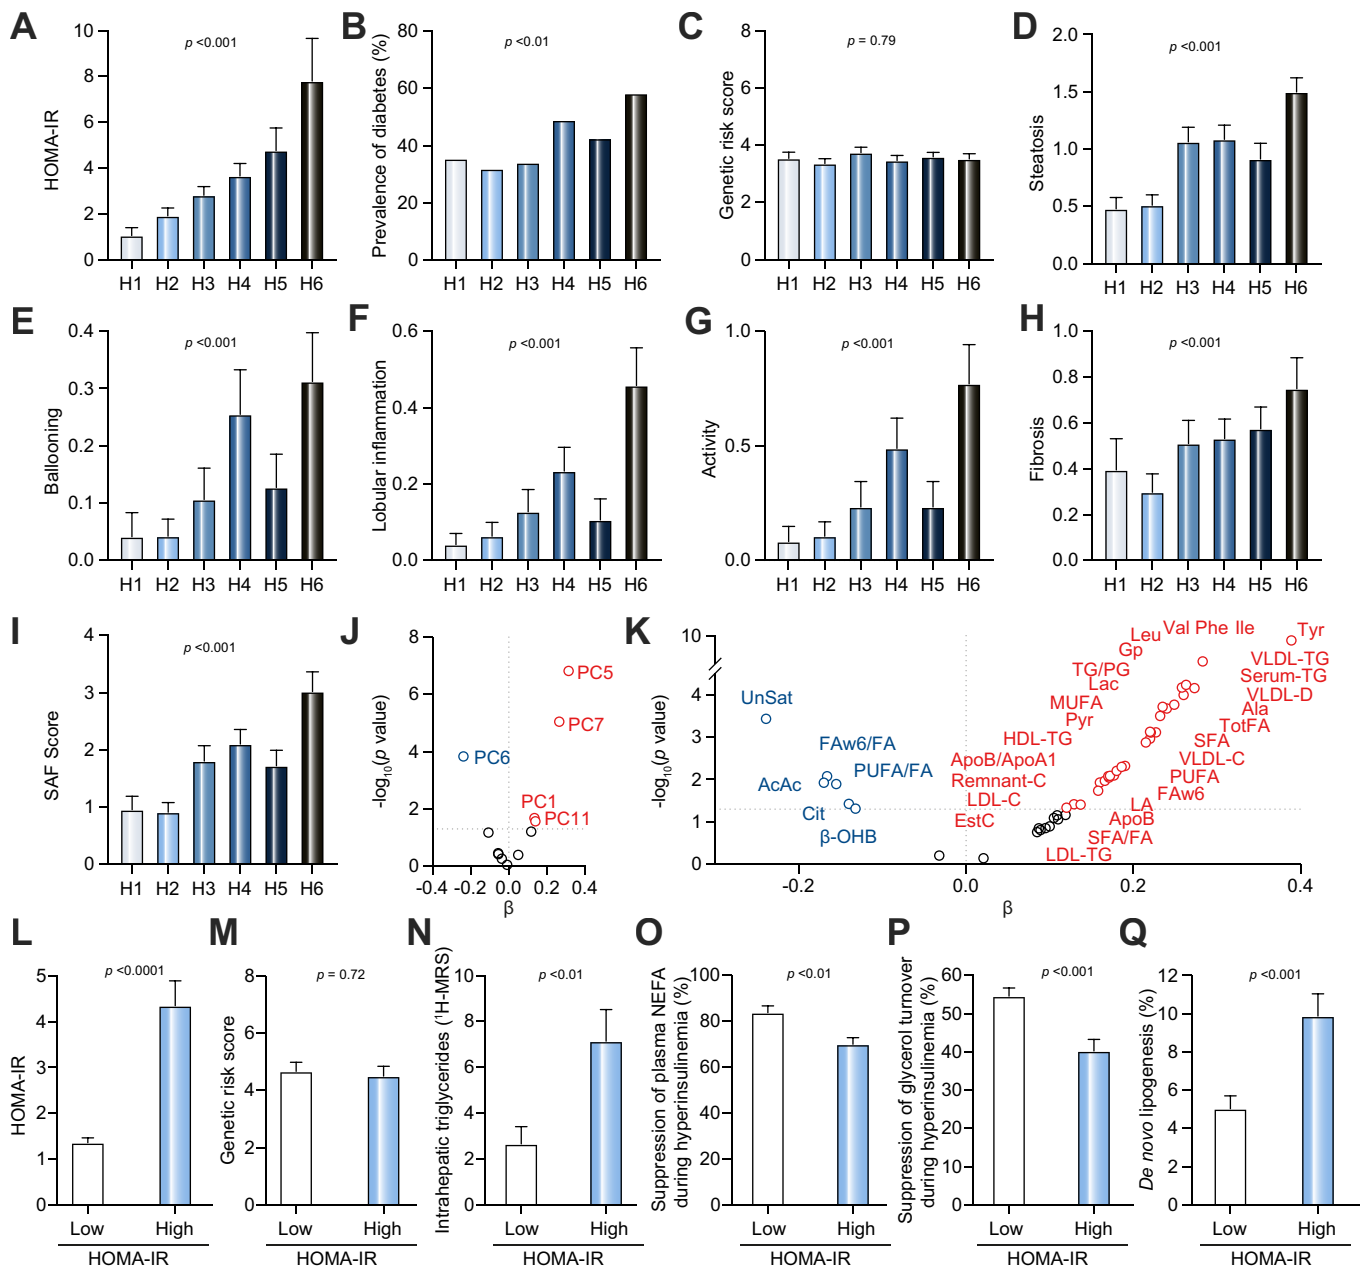 A
HOMA-IR
p <0.001
10
8
6
4
2
0
H1 H2 H3 H4 H5 H6
B
Prevalence of diabetes (%)
p <0.01
80
60
40
20
0
H1 H2 H3 H4 H5 H6
C
Genetic risk score
p = 0.79
8
6
4
2
0
H1 H2 H3 H4 H5 H6
D
Steatosis
p <0.001
2.0
1.5
1.0
0.5
0.0
H1 H2 H3 H4 H5 H6
E
Ballooning
p <0.001
0.4
0.3
0.2
0.1
0.0
H1 H2 H3 H4 H5 H6
F
Lobular inflammation
p <0.001
0.6
0.4
0.2
0.0
H1 H2 H3 H4 H5 H6
G
Activity
p <0.001
1.0
0.5
0.0
H1 H2 H3 H4 H5 H6
H
Fibrosis
p <0.001
1.0
0.8
0.6
0.4
0.2
0.0
H1 H2 H3 H4 H5 H6
I
SAF Score
p <0.001
4
3
2
1
0
H1 H2 H3 H4 H5 H6
J
-log10(p value)
8
6
4
2
0
PC5
PC7
PC6
PC1
PC11
-0.4 -0.2 0.0 0.2 0.4
β
K
-log10(p value)
10
4
3
2
1
0
UnSat
FAw6/FA
PUFA/FA
AcAc
Cit
β-OHB
Leu
Val Phe Ile
Tyr
Gp
TG/PG
Lac
MUFA
Pyr
HDL-TG
ApoB/ApoA1
Remnant-C
LDL-C
EstC
VLDL-TG
Serum-TG
VLDL-D
Ala
TotFA
SFA
VLDL-C
PUFA
FAw6
LA
ApoB
SFA/FA
LDL-TG
-0.2 0.0 0.2 0.4
β
L
HOMA-IR
p <0.0001
5
4
3
2
1
0
Low High
HOMA-IR
M
Genetic risk score
p = 0.72
8
6
4
2
0
Low High
HOMA-IR
N
Intrahepatic triglycerides (1H-MRS)
p <0.01
10
8
6
4
2
0
Low High
HOMA-IR
O
Suppression of plasma NEFA
during hyperinsulinemia (%)
p <0.01
100
80
60
40
20
0
Low High
HOMA-IR
P
Suppression of glycerol turnover
during hyperinsulinemia (%)
p <0.001
60
50
40
30
20
10
0
Low High
HOMA-IR
Q
De novo lipogenesis (%)
p <0.001
12
10
8
6
4
2
0
Low High
HOMA-IR